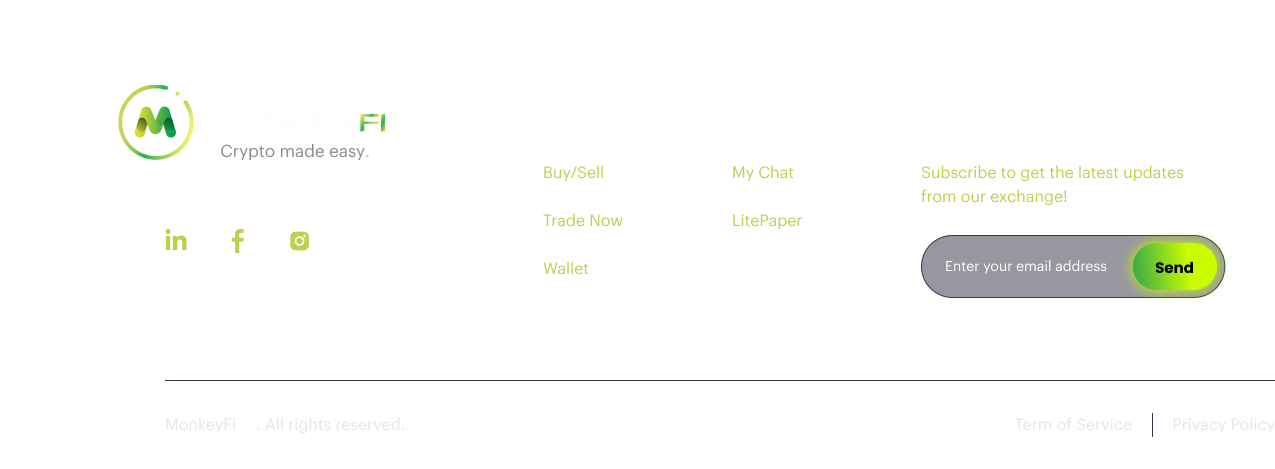 M
FI
Crypto made easy.
Buy/Sell
Trade Now
Wallet
My Chat
LitePaper
Subscribe to get the latest updates
from our exchange!
Enter your email address
Send
MonkeyFi . All rights reserved.
Term of Service
Privacy Policy